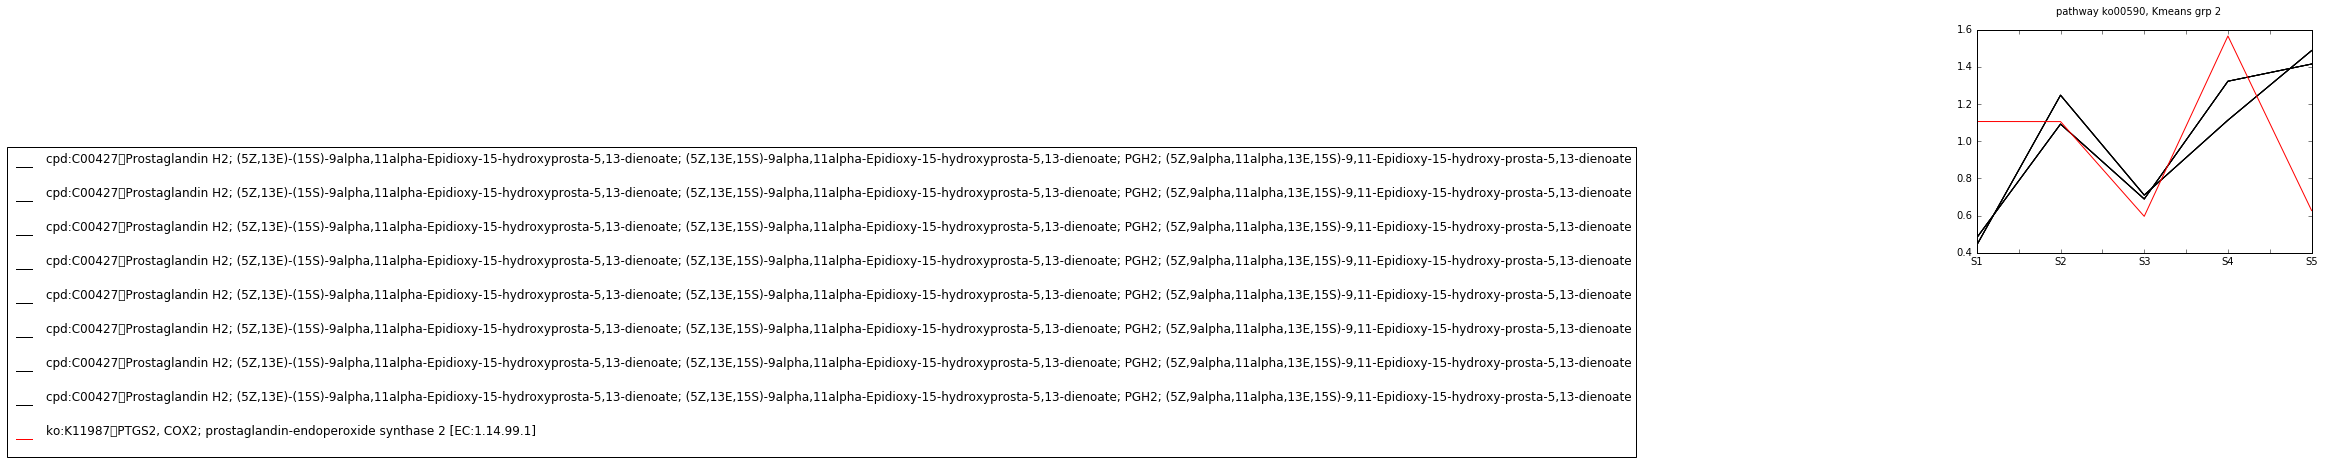 pathway ko00590, Kmeans grp 2
1.6
1.4
1.2
1.0
0.8
0.6
0.4
S1 S2 S3 S4 S5
cpd:C00427▯Prostaglandin H2; (5Z,13E)-(15S)-9alpha,11alpha-Epidioxy-15-hydroxyprosta-5,13-dienoate; (5Z,13E,15S)-9alpha,11alpha-Epidioxy-15-hydroxyprosta-5,13-dienoate; PGH2; (5Z,9alpha,11alpha,13E,15S)-9,11-Epidioxy-15-hydroxy-prosta-5,13-dienoate
cpd:C00427▯Prostaglandin H2; (5Z,13E)-(15S)-9alpha,11alpha-Epidioxy-15-hydroxyprosta-5,13-dienoate; (5Z,13E,15S)-9alpha,11alpha-Epidioxy-15-hydroxyprosta-5,13-dienoate; PGH2; (5Z,9alpha,11alpha,13E,15S)-9,11-Epidioxy-15-hydroxy-prosta-5,13-dienoate
cpd:C00427▯Prostaglandin H2; (5Z,13E)-(15S)-9alpha,11alpha-Epidioxy-15-hydroxyprosta-5,13-dienoate; (5Z,13E,15S)-9alpha,11alpha-Epidioxy-15-hydroxyprosta-5,13-dienoate; PGH2; (5Z,9alpha,11alpha,13E,15S)-9,11-Epidioxy-15-hydroxy-prosta-5,13-dienoate
cpd:C00427▯Prostaglandin H2; (5Z,13E)-(15S)-9alpha,11alpha-Epidioxy-15-hydroxyprosta-5,13-dienoate; (5Z,13E,15S)-9alpha,11alpha-Epidioxy-15-hydroxyprosta-5,13-dienoate; PGH2; (5Z,9alpha,11alpha,13E,15S)-9,11-Epidioxy-15-hydroxy-prosta-5,13-dienoate
cpd:C00427▯Prostaglandin H2; (5Z,13E)-(15S)-9alpha,11alpha-Epidioxy-15-hydroxyprosta-5,13-dienoate; (5Z,13E,15S)-9alpha,11alpha-Epidioxy-15-hydroxyprosta-5,13-dienoate; PGH2; (5Z,9alpha,11alpha,13E,15S)-9,11-Epidioxy-15-hydroxy-prosta-5,13-dienoate
cpd:C00427▯Prostaglandin H2; (5Z,13E)-(15S)-9alpha,11alpha-Epidioxy-15-hydroxyprosta-5,13-dienoate; (5Z,13E,15S)-9alpha,11alpha-Epidioxy-15-hydroxyprosta-5,13-dienoate; PGH2; (5Z,9alpha,11alpha,13E,15S)-9,11-Epidioxy-15-hydroxy-prosta-5,13-dienoate
cpd:C00427▯Prostaglandin H2; (5Z,13E)-(15S)-9alpha,11alpha-Epidioxy-15-hydroxyprosta-5,13-dienoate; (5Z,13E,15S)-9alpha,11alpha-Epidioxy-15-hydroxyprosta-5,13-dienoate; PGH2; (5Z,9alpha,11alpha,13E,15S)-9,11-Epidioxy-15-hydroxy-prosta-5,13-dienoate
cpd:C00427▯Prostaglandin H2; (5Z,13E)-(15S)-9alpha,11alpha-Epidioxy-15-hydroxyprosta-5,13-dienoate; (5Z,13E,15S)-9alpha,11alpha-Epidioxy-15-hydroxyprosta-5,13-dienoate; PGH2; (5Z,9alpha,11alpha,13E,15S)-9,11-Epidioxy-15-hydroxy-prosta-5,13-dienoate
ko:K11987▯PTGS2, COX2; prostaglandin-endoperoxide synthase 2 [EC:1.14.99.1]